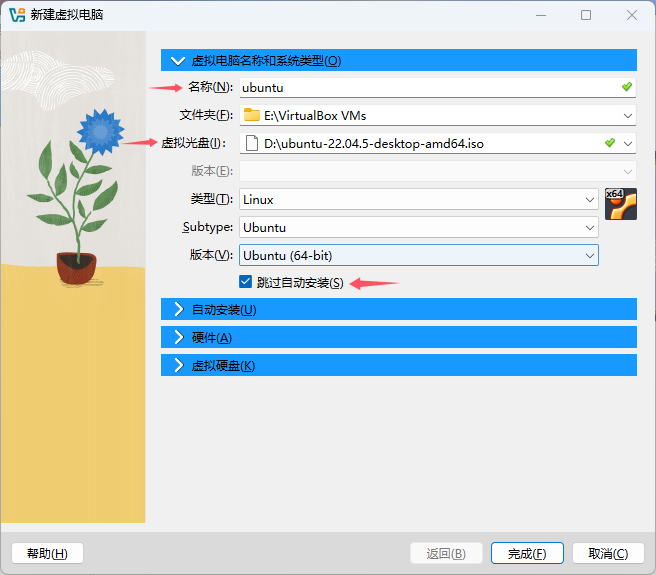 新建虚拟电脑
虚拟电脑名称和系统类型(O)
名称(N): ubuntu
文件夹(F): E:\VirtualBox VMs
虚拟光盘(I): D:\ubuntu-22.04.5-desktop-amd64.iso
版本(E):
类型(T): Linux
x64
Subtype: Ubuntu
版本(V): Ubuntu (64-bit)
跳过自动安装(S)
自动安装(U)
硬件(A)
虚拟硬盘(K)
帮助(H) 返回(B) 完成(F) 取消(C)